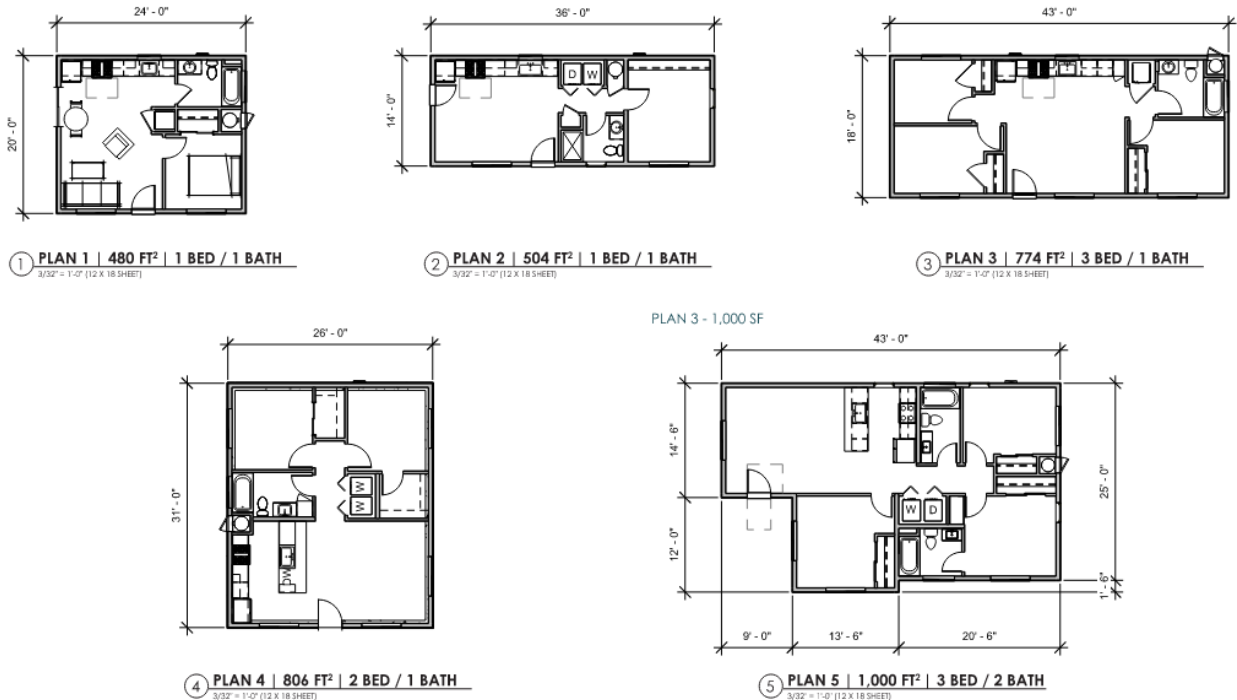 24' - 0"
36' - 0"
43' - 0"
20' - 0"
14' - 0"
D W
18' - 0"
1 PLAN 1 | 480 FT² | 1 BED / 1 BATH
3/32" = 1'-0" (12 X 18 SHEET)
2 PLAN 2 | 504 FT² | 1 BED / 1 BATH
3/32" = 1'-0" (12 X 18 SHEET)
3 PLAN 3 | 774 FT² | 3 BED / 1 BATH
3/32" = 1'-0" (12 X 18 SHEET)
PLAN 3 - 1,000 SF
26' - 0"
43' - 0"
31' - 0"
W
W
DW
14' - 6"
25' - 0"
W D
12' - 0"
1' - 6"
9' - 0"
13' - 6"
20' - 6"
4 PLAN 4 | 806 FT² | 2 BED / 1 BATH
3/32" = 1'-0" (12 X 18 SHEET)
5 PLAN 5 | 1,000 FT² | 3 BED / 2 BATH
3/32" = 1'-0" (12 X 18 SHEET)